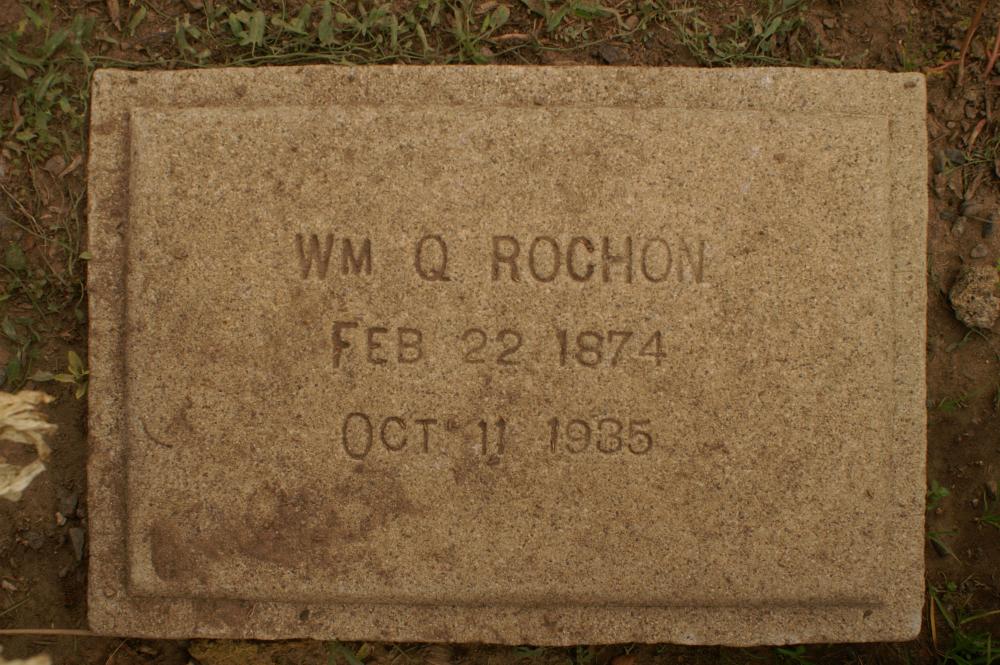 WM Q ROCHON
FEB 22 1874
OCT 11 1935